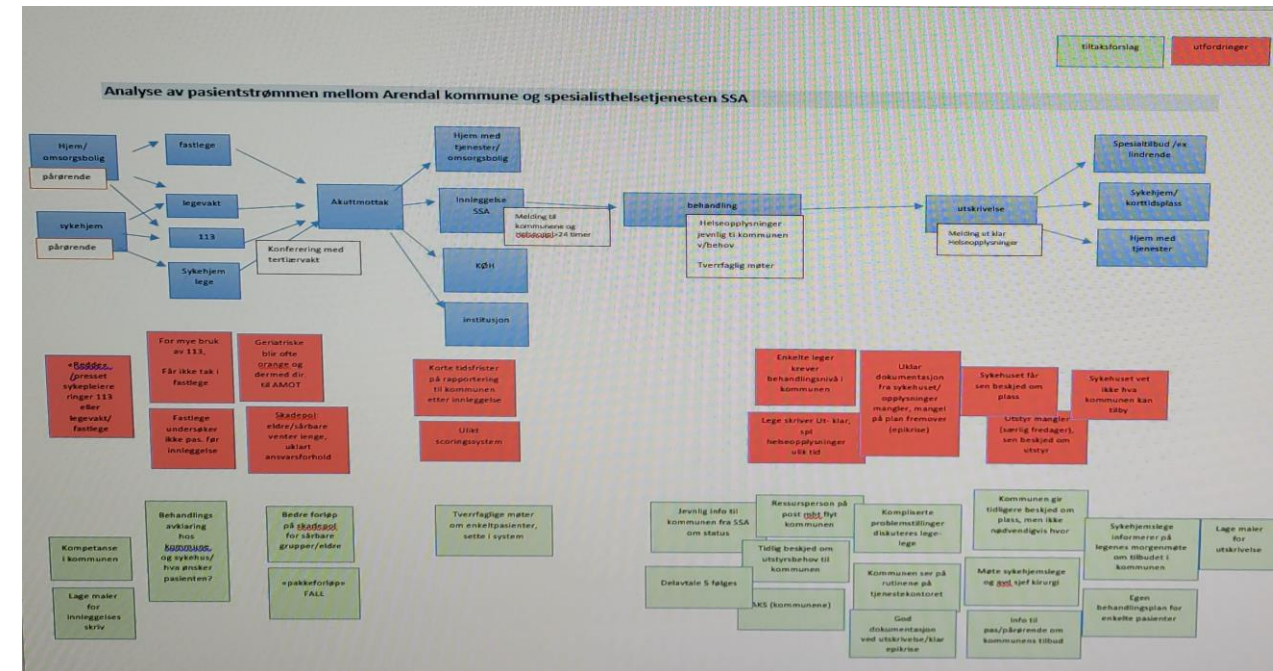 tiltaksforslag
utfordringer
Analyse av pasientstrømmen mellom Arendal kommune og spesialisthelsetjenesten SSA
Hjem/
omsorgsbolig
pårørende
sykehjem
pårørende
fastlege
legevakt
113
Sykehjem
lege
Konferering med
tertiærvakt
Akuttmottak
Hjem med
tjenester/
omsorgsbolig
Innleggelse
SSA
Melding til
kommunene og
>24 timer
KØH
institusjon
behandling
Helseopplysninger
jevnlig ti kommunen
v/behov
Tverrfaglig møter
utskrivelse
Melding ut klar
Helseopplysninger
Spesialtilbud /ex
lindrende
Sykehjem/
korttidsplass
Hjem med
tjenester
«Redder
/presset
sykepleiere
ringer 113
eller
legevakt/
fastlege
For mye bruk
av 113,
Får ikke tak i
fastlege
Fastlege
undersøker
ikke pas. før
innleggelse
Geriatriske
blir ofte
orange og
dermed dir.
til AMOT
Skadepol:
eldre/sårbare
venter lenge,
uklart
ansvarsforhold
Korte tidsfrister
på rapportering
til kommunen
etter innleggelse
Ulikt
scoringssystem
Enkelte leger
krever
behandlingsnivå i
kommunen
Lege skriver Ut- klar,
spl
helseopplysninger
ulik tid
Uklar
dokumentasjon
fra sykehuset/
opplysninger
mangler, mangel
på plan fremover
(epikrise)
Sykehuset får
sen beskjed om
plass
Utstyr mangler
(særlig fredager),
sen beskjed om
utstyr
Sykehuset vet
ikke hva
kommunen kan
tilby
Kompetanse
i kommunen
Lage maler
for
innleggelses
skriv
Behandlings
avklaring
hos
Kommune
og sykehus/
hva ønsker
pasienten?
Bedre forløp
på skadepol
for sårbare
grupper/eldre
«pakkeforløp»
FALL
Tverrfaglige møter
om enkeltpasienter,
sette i system
Jevnlig info til
kommunen fra SSA
om status
Delavtale 5 følges
Ressursperson på
post mht flyt
kommunen
Tidlig beskjed om
utstyrsbehov til
kommunen
AKS (kommunene)
Kompliserte
problemstillinger
diskuteres lege-
lege
Kommunen ser på
rutinene på
tjenestekontoret
God
dokumentasjon
ved utskrivelse/klar
epikrise
Kommunen gir
tidligere beskjed om
plass, men ikke
nødvendigvis hvor
Møte sykehjemslege
og avd sjef kirurgi
Info til
pas/pårørende om
kommunens tilbud
Sykehjemslege
informerer på
legenes morgenmøte
om tilbudet i
kommunen
Egen
behandlingsplan for
enkelte pasienter
Lage maler
for
utskrivelse